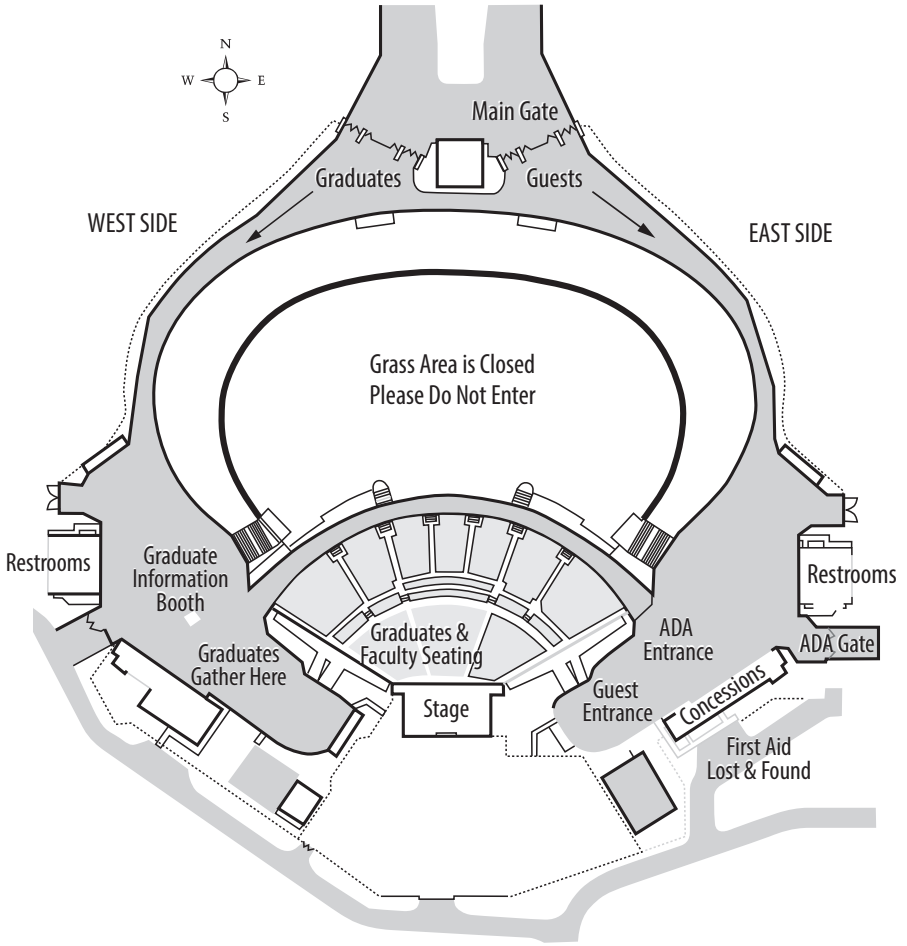 N
W E
S
Main Gate
Graduates
Guests
WEST SIDE
EAST SIDE
Grass Area is Closed
Please Do Not Enter
Restrooms
Graduate
Information
Booth
Restrooms
Graduates &
Faculty Seating
ADA
Entrance
ADA Gate
Graduates
Gather Here
Guest
Entrance
Concessions
Stage
First Aid
Lost & Found